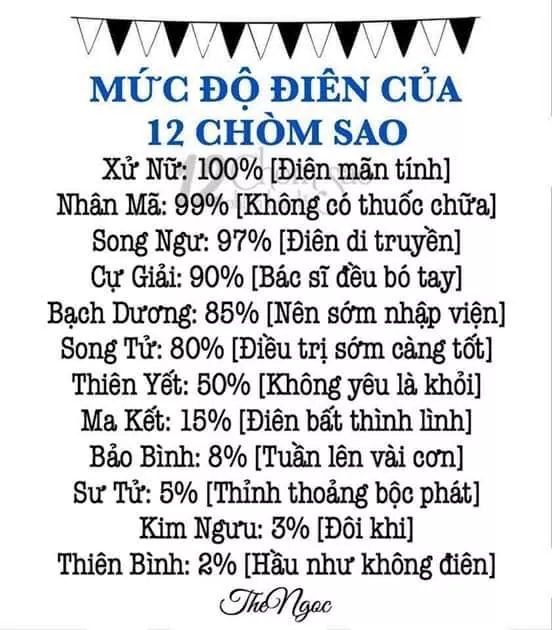 MỨC ĐỘ ĐIÊN CỦA
12 CHÒM SAO
Xử Nữ: 100% [Điên mãn tính]
Nhân Mã: 99% [Không có thuốc chữa]
Song Ngư: 97% [Điên di truyền]
Cự Giải: 90% [Bác sĩ đều bó tay]
Bạch Dương: 85% [Nên sớm nhập viện]
Song Tử: 80% [Điều trị sớm càng tốt]
Thiên Yết: 50% [Không yêu là khỏi]
Ma Kết: 15% [Điên bất thình lình]
Bảo Bình: 8% [Tuần lên vài cơn]
Sư Tử: 5% [Thỉnh thoảng bộc phát]
Kim Ngưu: 3% [Đôi khi]
Thiên Bình: 2% [Hầu như không điên]
TheNgoc